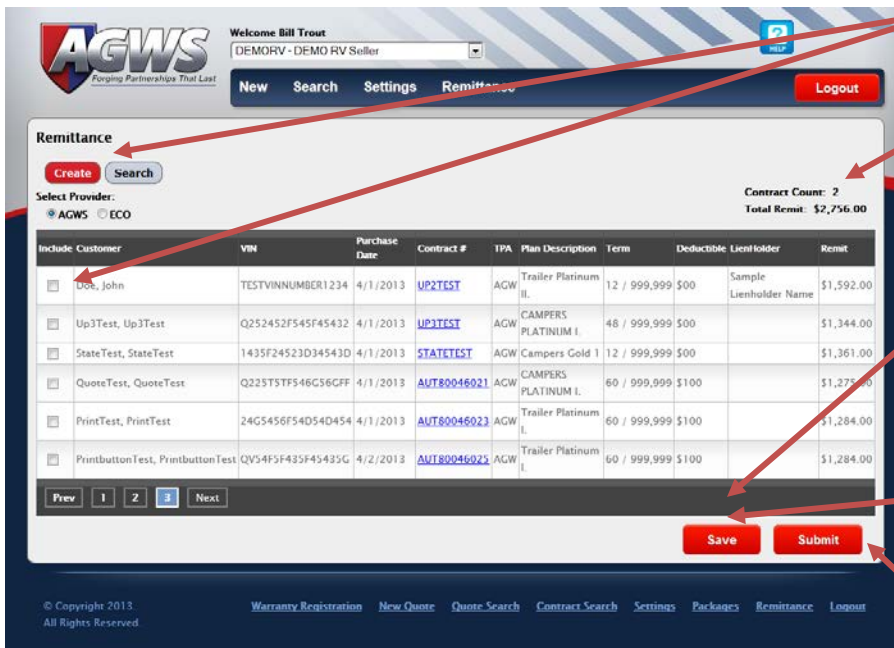 AGWS
Forging Partnerships That Last
Welcome Bill Trout
DEMORV - DEMO RV Seller
?
HELP
New Search Settings Remittance
Logout
Remittance
Create Search
Select Provider:
AGWS ECO
Contract Count: 2
Total Remit: $2,756.00
Include Customer VIN Purchase Date Contract # TPA Plan Description Term Deductible LienHolder Remit
Doe, John TESTVINNUMBER1234 4/1/2013 UP2TEST AGW Trailer Platinum II. 12 / 999,999 $00 Sample Lienholder Name $1,592.00
Up3Test, Up3Test Q252452F545F45432 4/1/2013 UP3TEST AGW CAMPERS PLATINUM I. 48 / 999,999 $00 $1,344.00
StateTest, StateTest 1435F24523D34543D 4/1/2013 STATETEST AGW Campers Gold 1 12 / 999,999 $00 $1,361.00
QuoteTest, QuoteTest Q225T5TF546G56GFF 4/1/2013 AUT80046021 AGW CAMPERS PLATINUM I. 60 / 999,999 $100 $1,275.00
PrintTest, PrintTest 24G5456F54D54D454 4/1/2013 AUT80046023 AGW Trailer Platinum I. 60 / 999,999 $100 $1,284.00
PrintbuttonTest, PrintbuttonTest QV54F5F435F45435G 4/2/2013 AUT80046025 AGW Trailer Platinum I. 60 / 999,999 $100 $1,284.00
Prev 1 2 3 Next
Save Submit
© Copyright 2013 Warranty Registration New Quote Quote Search Contract Search Settings Packages Remittance Logout
All Rights Reserved